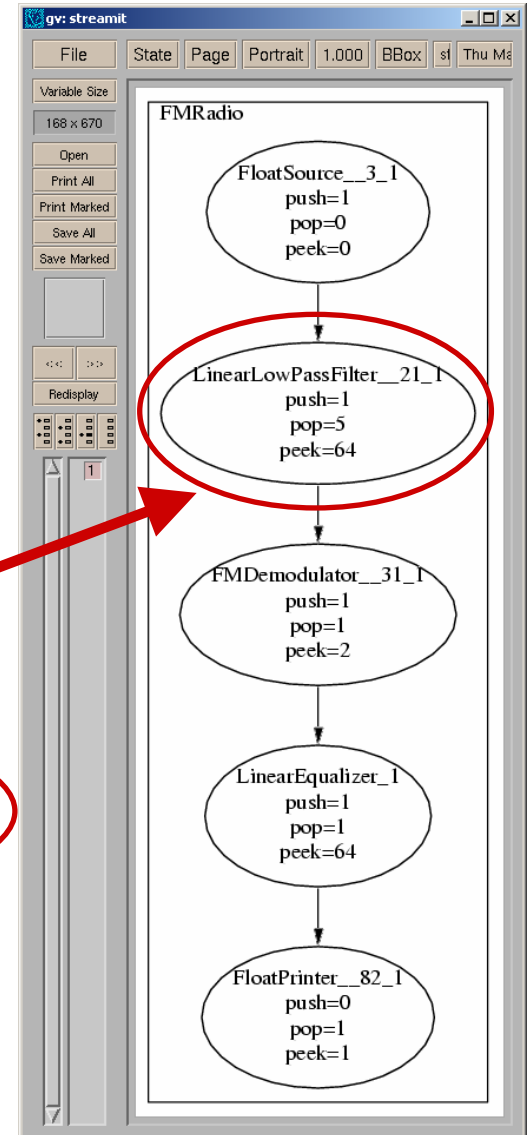 gv: streamit
File State Page Portrait 1.000 BBox st Thu Ma
Variable Size
168 x 670
Open
Print All
Print Marked
Save All
Save Marked
<< >>
Redisplay
1
FMRadio
FloatSource__3_1
push=1
pop=0
peek=0
LinearLowPassFilter__21_1
push=1
pop=5
peek=64
FMDemodulator__31_1
push=1
pop=1
peek=2
LinearEqualizer_1
push=1
pop=1
peek=64
FloatPrinter__82_1
push=0
pop=1
peek=1